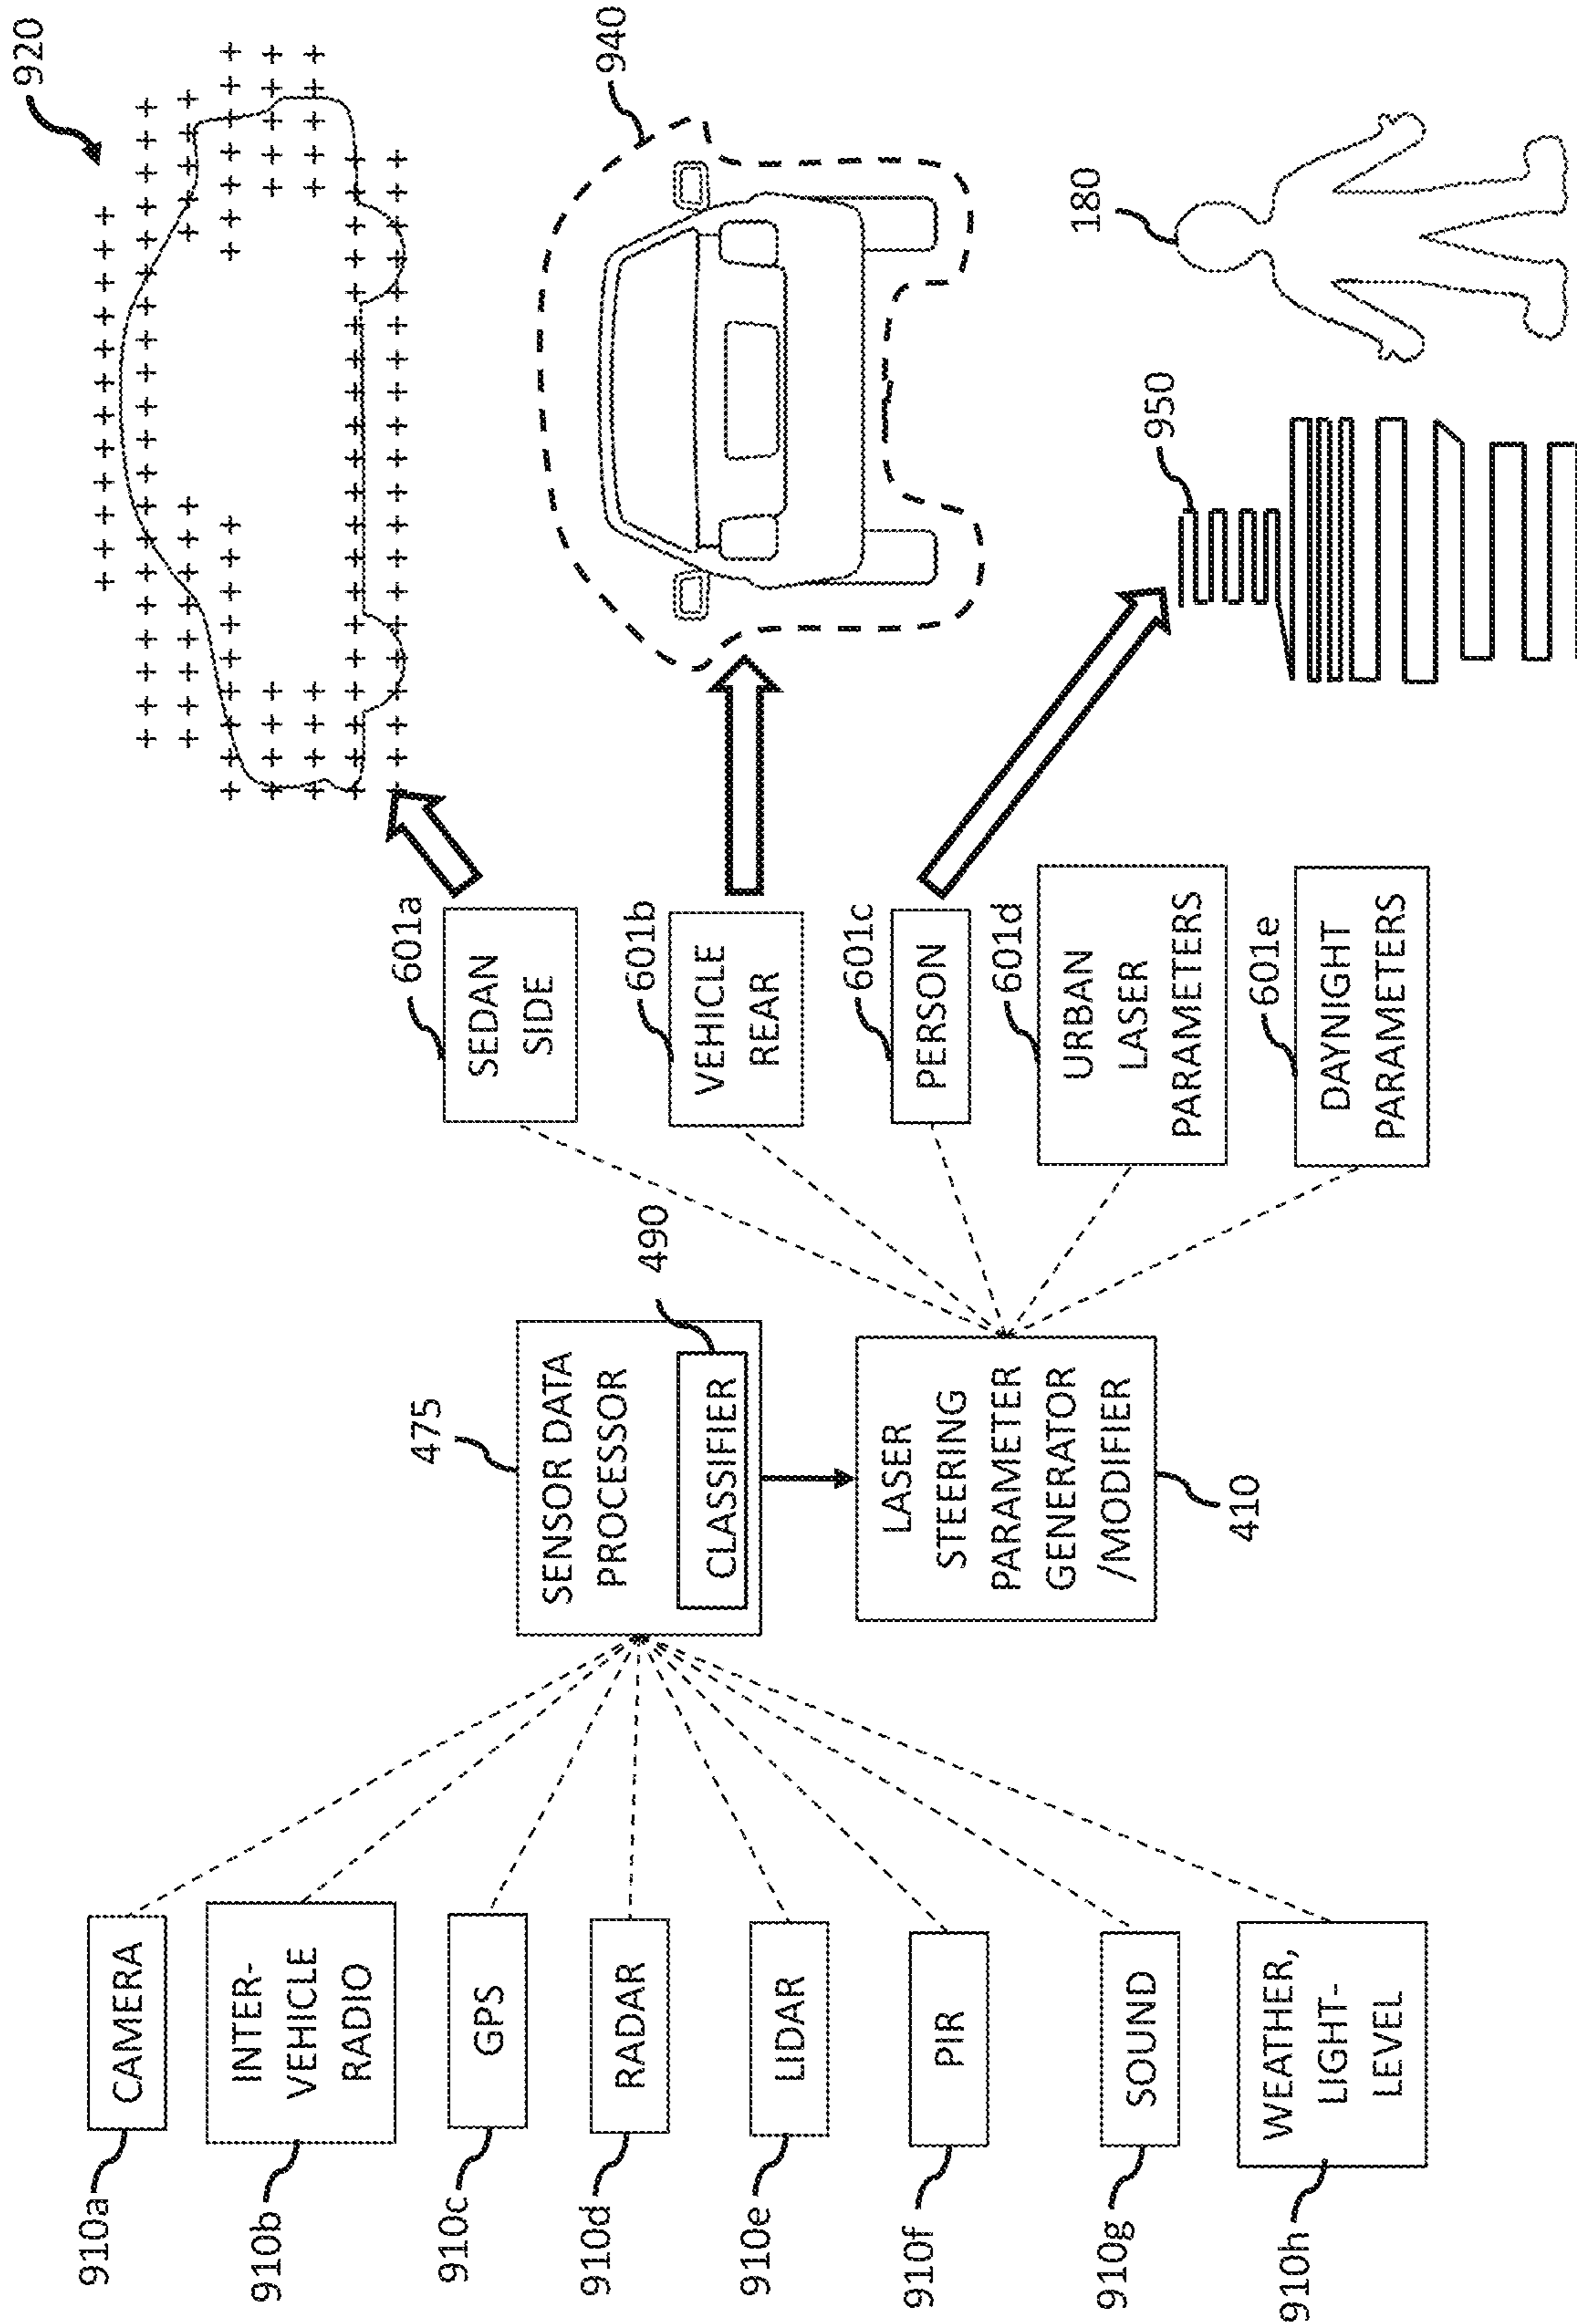 910a
CAMERA
910b
INTER-
VEHICLE
RADIO
910c
GPS
910d
RADAR
910e
LIDAR
910f
PIR
910g
SOUND
910h
WEATHER,
LIGHT-
LEVEL
475
SENSOR DATA
PROCESSOR
490
CLASSIFIER
LASER
STEERING
PARAMETER
GENERATOR
/MODIFIER
410
601a
SEDAN
SIDE
601b
VEHICLE
REAR
601c
PERSON
601d
URBAN
LASER
PARAMETERS
601e
DAYNIGHT
PARAMETERS
920
940
950
180